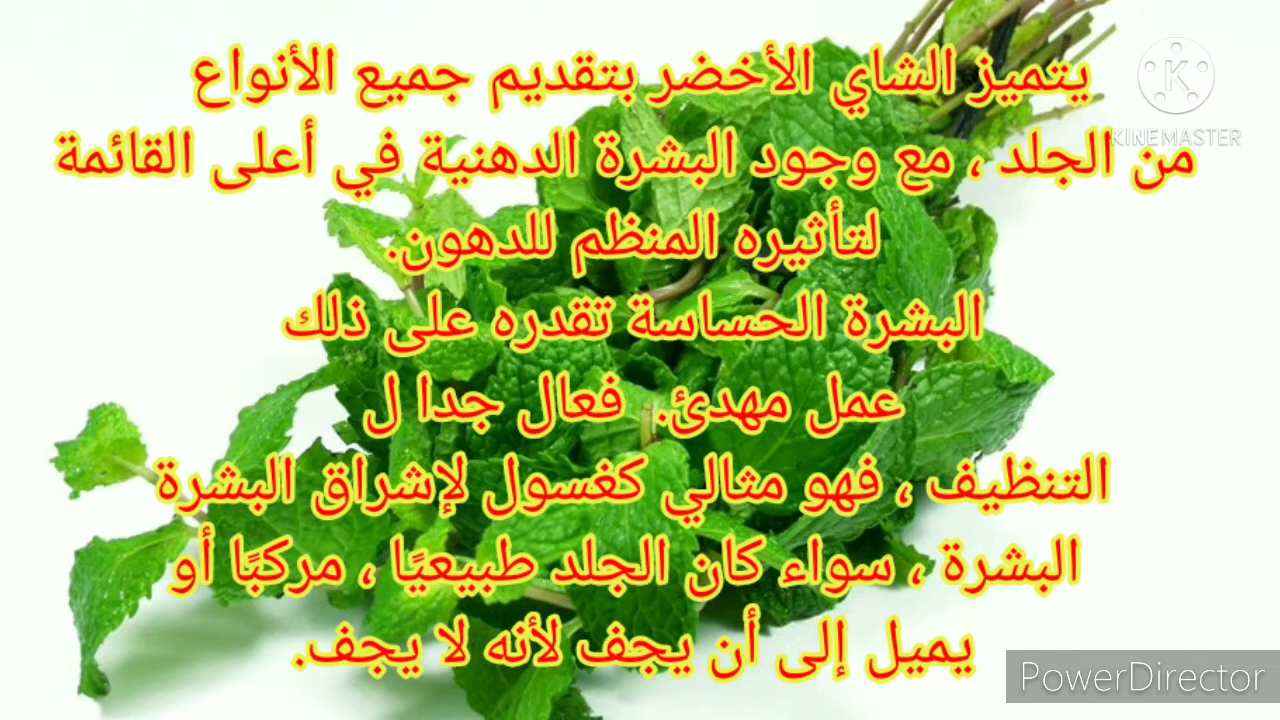 يتميز الشاي الأخضر بتقديم جميع الأنواع
من الجلد ، مع وجود البشرة الدهنية في أعلى القائمة
لتأثيره المنظم للدهون.
البشرة الحساسة تقدره على ذلك
عمل مهدئ. فعال جدا ل
التنظيف ، فهو مثالي كغسول لإشراق البشرة
البشرة ، سواء كان الجلد طبيعيًا ، مركبًا أو
يميل إلى أن يجف لأنه لا يجف.
K
KINEMASTER
PowerDirector